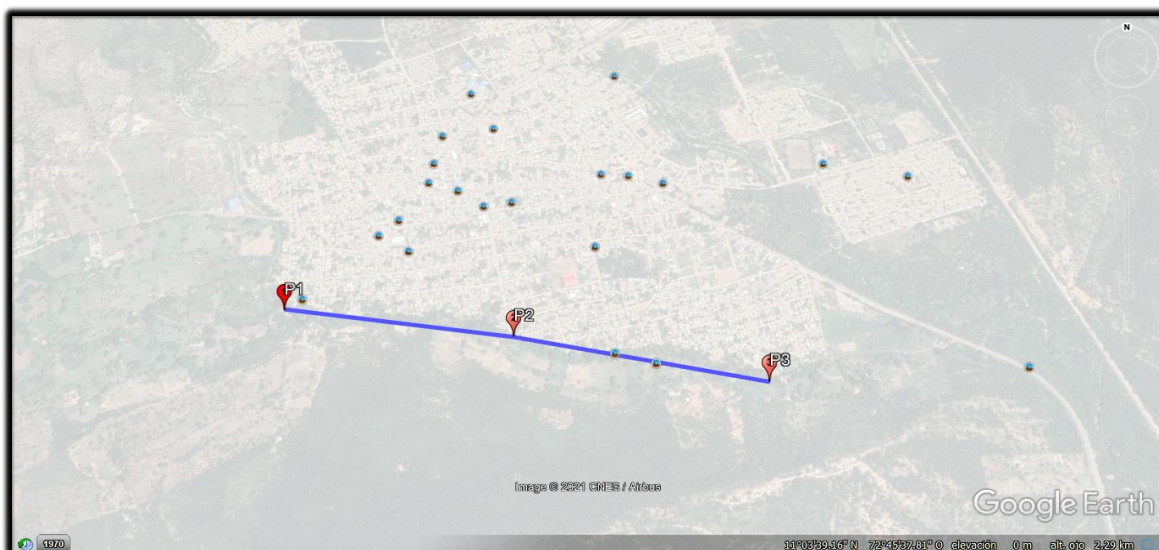 N
P1
P2
P3
Image © 2021 CNES / Airbus
Google Earth
1970
11°03'39.16" N 72°45'37.81" O elevación 0 m alt. ojo 2.29 km